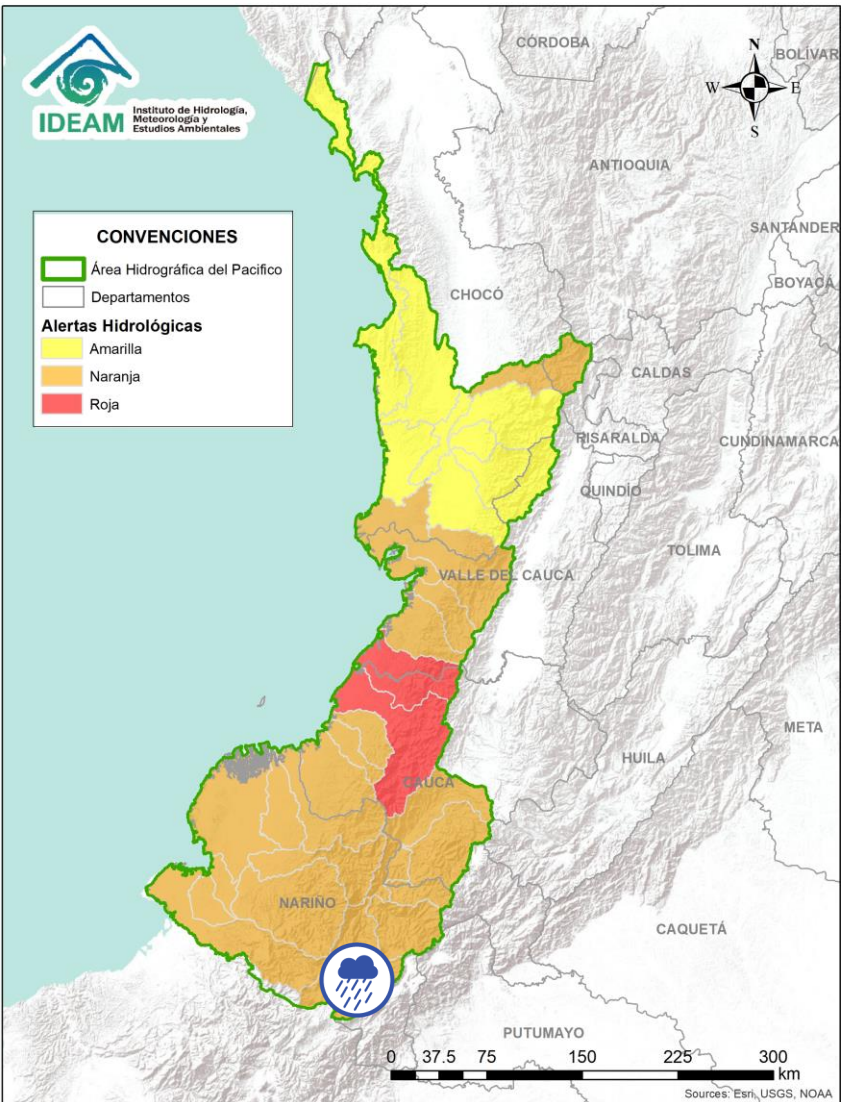 IDEAM
Instituto de Hidrología,
Meteorología y
Estudios Ambientales
N
W
E
S
CONVENCIONES
Área Hidrográfica del Pacifico
Departamentos
Alertas Hidrológicas
Amarilla
Naranja
Roja
CÓRDOBA
BOLIVAR
ANTIOQUIA
SANTANDER
BOYACÁ
CHOCÓ
CALDAS
RISARALDA
CUNDINAMARCA
QUINDÍO
TOLIMA
VALLE DEL CAUCA
META
HUILA
CAUCA
NARIÑO
CAQUETÁ
PUTUMAYO
0 37.5 75 150 225 300
km
Sources: Esri, USGS, NOAA